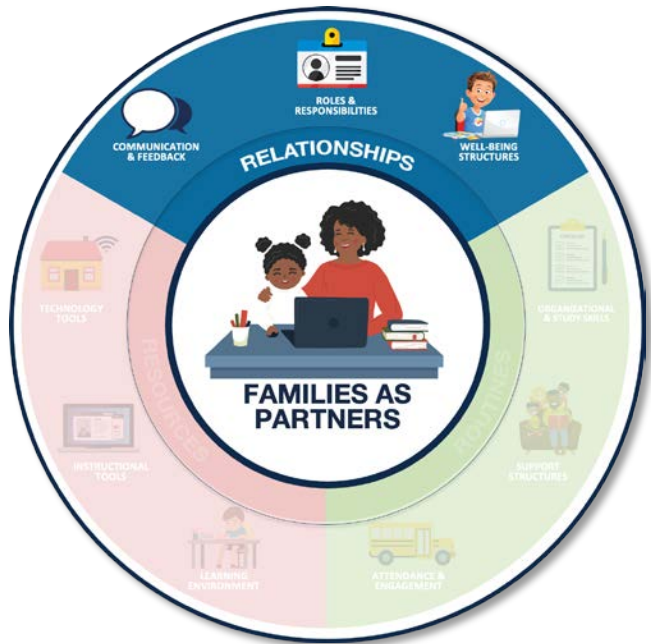 ROLES &
RESPONSIBILITIES
COMMUNICATION
& FEEDBACK
WELL-BEING
STRUCTURES
RELATIONSHIPS
TECHNOLOGY
TOOLS
ORGANIZATIONAL
& STUDY SKILLS
FAMILIES AS
PARTNERS
RESOURCES
ROUTINES
INSTRUCTIONAL
TOOLS
SUPPORT
STRUCTURES
LEARNING
ENVIRONMENT
ATTENDANCE &
ENGAGEMENT